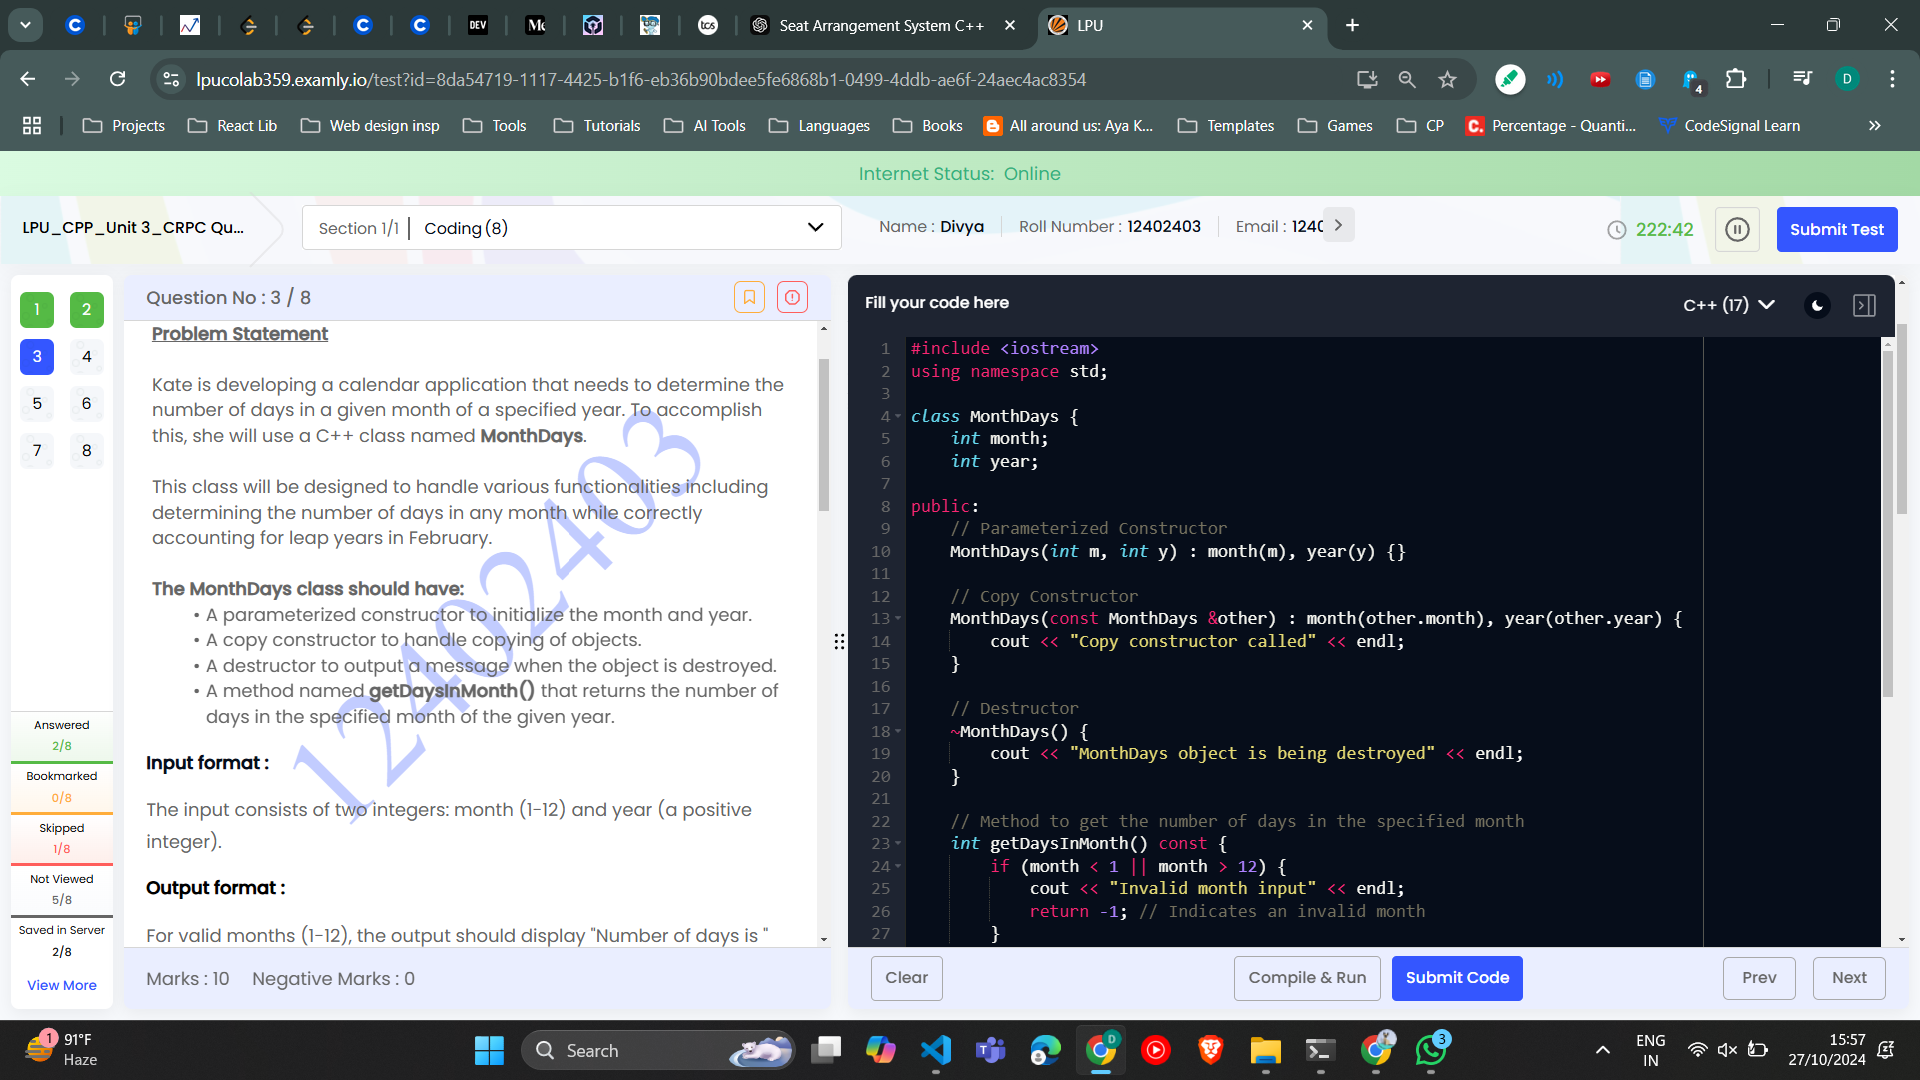 DEV
tcs
Seat Arrangement System C++
LPU
lpucolab359.examly.io/test?id=8da54719-1117-4425-b1f6-eb36b90bdee5fe6868b1-0499-4ddb-ae6f-24aec4ac8354
4
D
Projects
React Lib
Web design insp
Tools
Tutorials
AI Tools
Languages
Books
All around us: Aya K...
Templates
Games
CP
Percentage - Quanti...
CodeSignal Learn
Internet Status: Online
LPU_CPP_Unit 3_CRPC Qu...
Section 1/1 | Coding (8)
Name : Divya
Roll Number : 12402403
Email : 1240
222:42
Submit Test
1 2
3 4
5 6
7 8
Answered
2/8
Bookmarked
0/8
Skipped
1/8
Not Viewed
5/8
Saved in Server
2/8
View More
Question No : 3 / 8
Problem Statement
Kate is developing a calendar application that needs to determine the
number of days in a given month of a specified year. To accomplish
this, she will use a C++ class named MonthDays.
This class will be designed to handle various functionalities including
determining the number of days in any month while correctly
accounting for leap years in February.
The MonthDays class should have:
• A parameterized constructor to initialize the month and year.
• A copy constructor to handle copying of objects.
• A destructor to output a message when the object is destroyed.
• A method named getDaysInMonth() that returns the number of
days in the specified month of the given year.
Input format :
The input consists of two integers: month (1-12) and year (a positive
integer).
Output format :
For valid months (1-12), the output should display "Number of days is "
12402403
Marks : 10 Negative Marks : 0
Fill your code here
C++ (17)
1 #include <iostream>
2 using namespace std;
3
4 class MonthDays {
5 int month;
6 int year;
7
8 public:
9 // Parameterized Constructor
10 MonthDays(int m, int y) : month(m), year(y) {}
11
12 // Copy Constructor
13 MonthDays(const MonthDays &other) : month(other.month), year(other.year) {
14 cout << "Copy constructor called" << endl;
15 }
16
17 // Destructor
18 ~MonthDays() {
19 cout << "MonthDays object is being destroyed" << endl;
20 }
21
22 // Method to get the number of days in the specified month
23 int getDaysInMonth() const {
24 if (month < 1 || month > 12) {
25 cout << "Invalid month input" << endl;
26 return -1; // Indicates an invalid month
27 }
Clear
Compile & Run
Submit Code
Prev
Next
1
91°F
Haze
Search
D
3
ENG
IN
15:57
27/10/2024